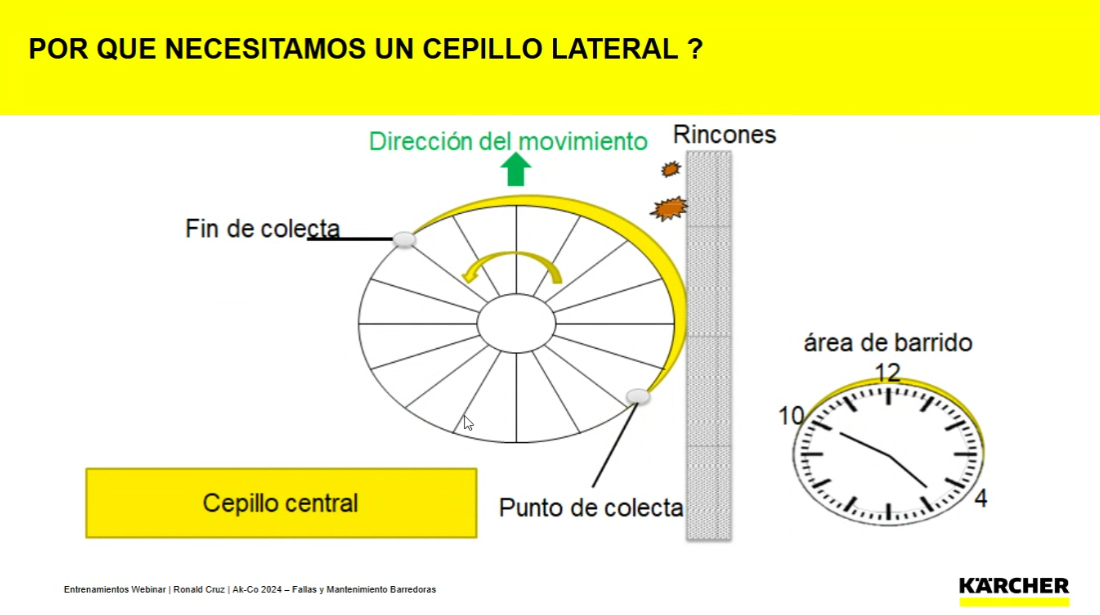 POR QUE NECESITAMOS UN CEPILLO LATERAL ?
Dirección del movimiento
Rincones
Fin de colecta
área de barrido
12
10
4
Cepillo central
Punto de colecta
Entrenamientos Webinar | Ronald Cruz | Ak-Co 2024 – Fallas y Mantenimiento Barredoras
KÄRCHER